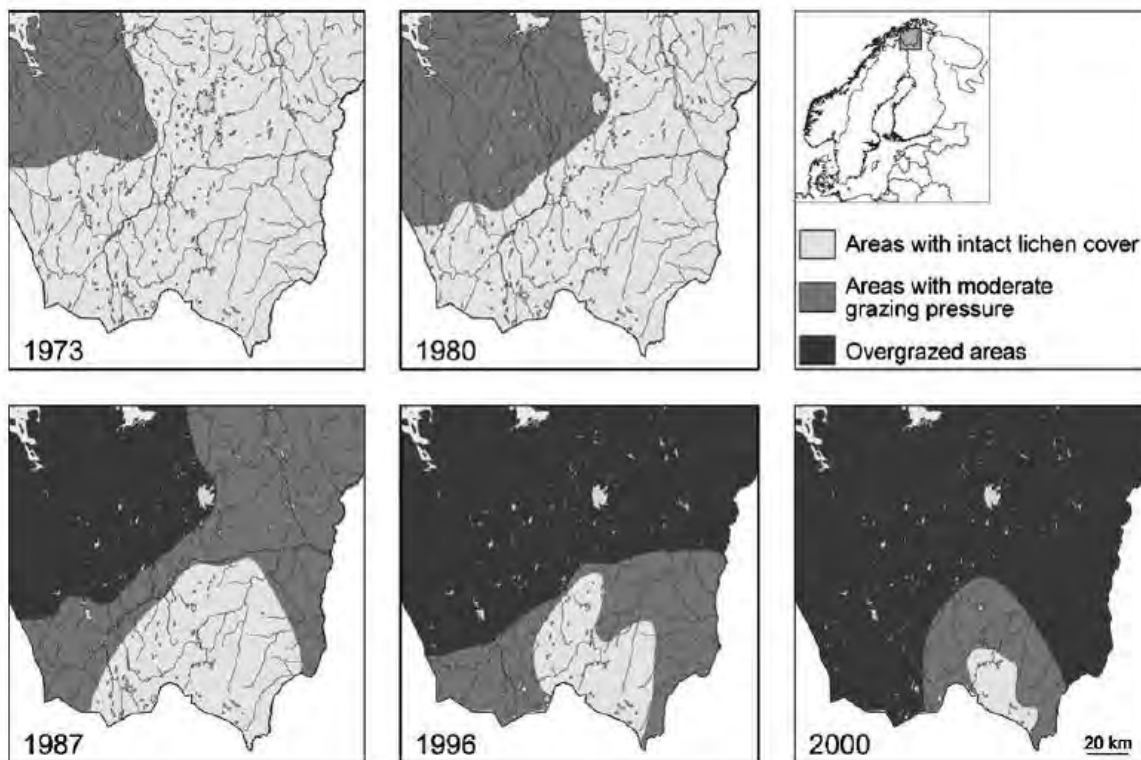 1973
1980
Areas with intact lichen cover
Areas with moderate
grazing pressure
Overgrazed areas
1987
1996
2000
20 km